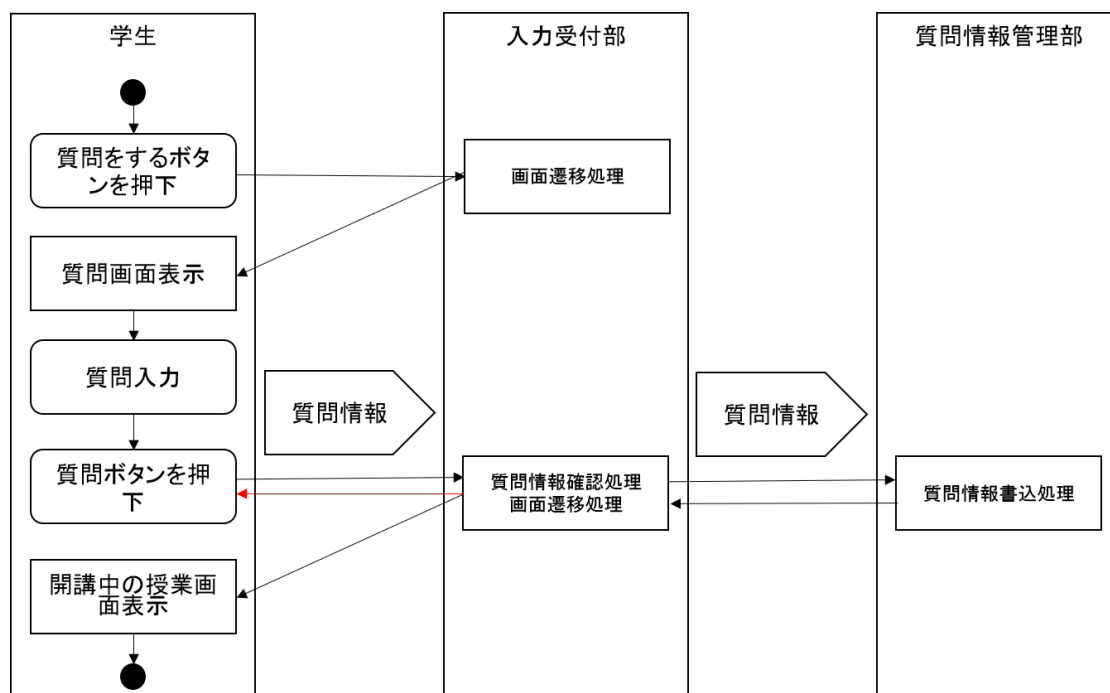 学生
入力受付部
質問情報管理部
質問をするボタ
ンを押下
画面遷移処理
質問画面表示
質問入力
質問情報
質問情報
質問ボタンを押
下
質問情報確認処理
画面遷移処理
質問情報書込処理
開講中の授業画
面表示